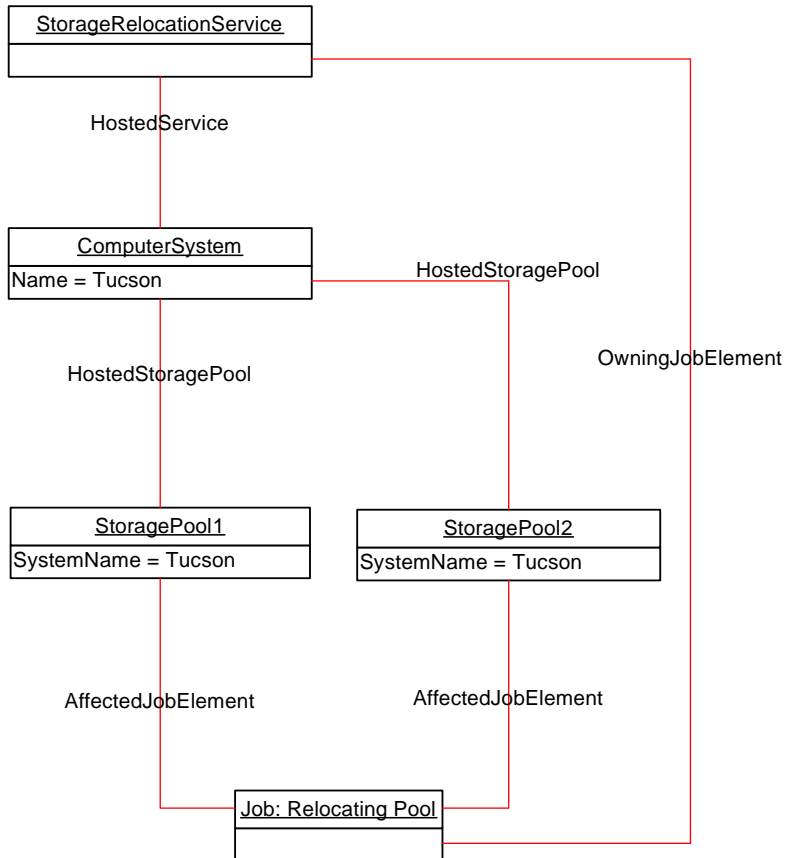 StorageRelocationService
HostedService
ComputerSystem
Name = Tucson
HostedStoragePool
OwningJobElement
HostedStoragePool
StoragePool1
SystemName = Tucson
StoragePool2
SystemName = Tucson
AffectedJobElement
AffectedJobElement
Job: Relocating Pool